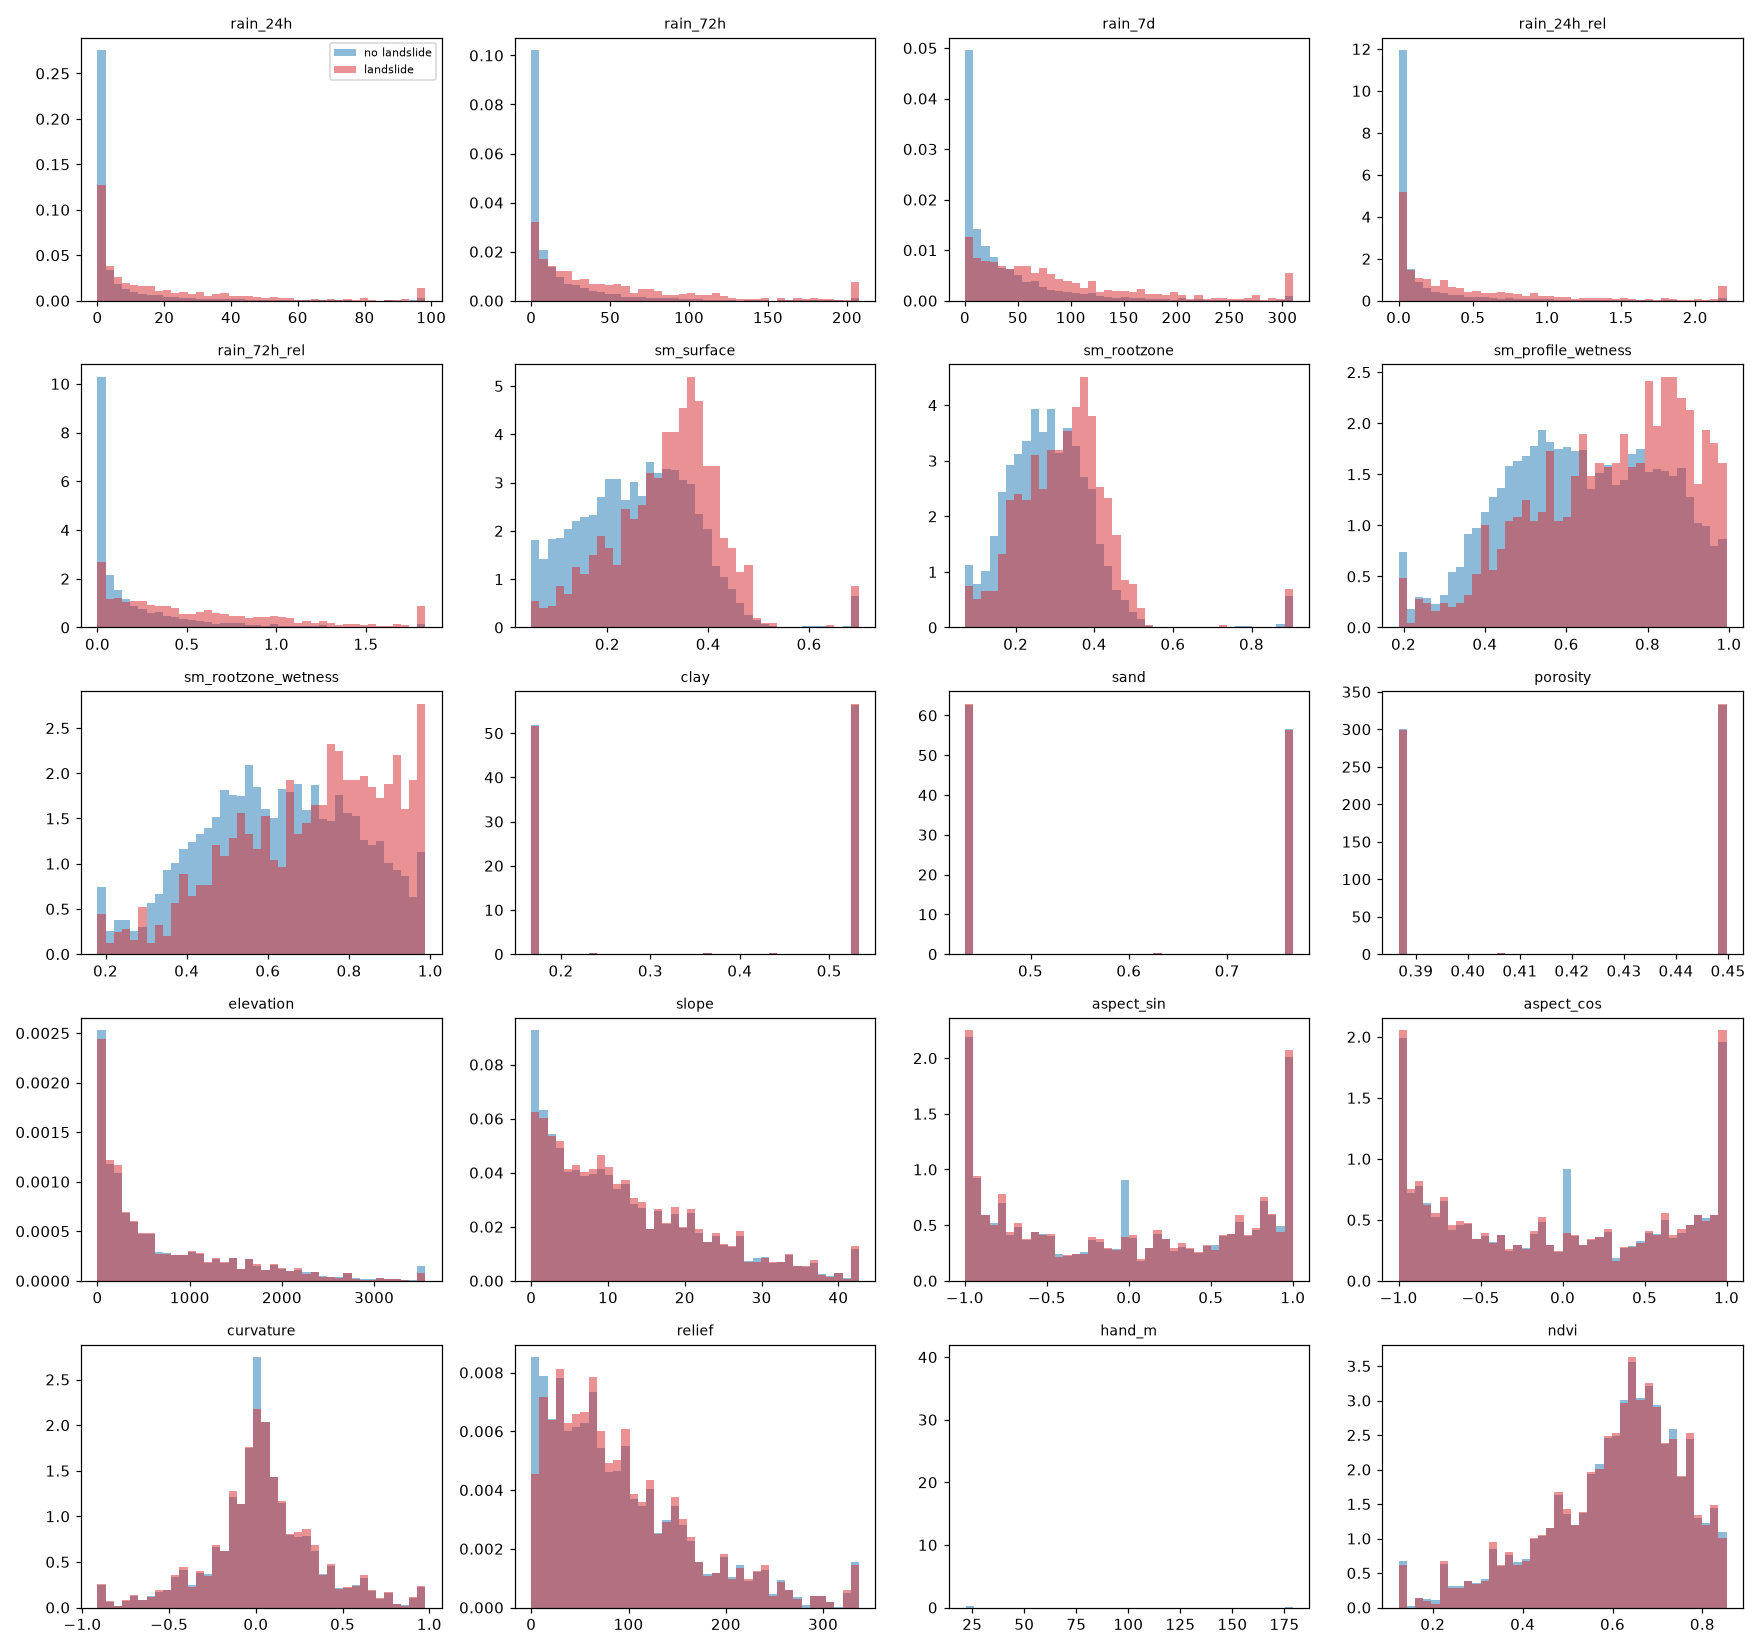 rain_24h
0.25
0.20
0.15
0.10
0.05
0.00
0 20 40 60 80 100
no landslide
landslide
rain_72h
0.10
0.08
0.06
0.04
0.02
0.00
0 50 100 150 200
rain_7d
0.05
0.04
0.03
0.02
0.01
0.00
0 50 100 150 200 250 300
rain_24h_rel
12
10
8
6
4
2
0
0.0 0.5 1.0 1.5 2.0
rain_72h_rel
10
8
6
4
2
0
0.0 0.5 1.0 1.5
sm_surface
5
4
3
2
1
0
0.2 0.4 0.6
sm_rootzone
4
3
2
1
0
0.2 0.4 0.6 0.8
sm_profile_wetness
2.5
2.0
1.5
1.0
0.5
0.0
0.2 0.4 0.6 0.8 1.0
sm_rootzone_wetness
2.5
2.0
1.5
1.0
0.5
0.0
0.2 0.4 0.6 0.8 1.0
clay
50
40
30
20
10
0
0.2 0.3 0.4 0.5
sand
60
50
40
30
20
10
0
0.5 0.6 0.7
porosity
350
300
250
200
150
100
50
0
0.39 0.40 0.41 0.42 0.43 0.44 0.45
elevation
0.0025
0.0020
0.0015
0.0010
0.0005
0.0000
0 1000 2000 3000
slope
0.08
0.06
0.04
0.02
0.00
0 10 20 30 40
aspect_sin
2.0
1.5
1.0
0.5
0.0
−1.0 −0.5 0.0 0.5 1.0
aspect_cos
2.0
1.5
1.0
0.5
0.0
−1.0 −0.5 0.0 0.5 1.0
curvature
2.5
2.0
1.5
1.0
0.5
0.0
−1.0 −0.5 0.0 0.5 1.0
relief
0.008
0.006
0.004
0.002
0.000
0 100 200 300
hand_m
40
30
20
10
0
25 50 75 100 125 150 175
ndvi
3.5
3.0
2.5
2.0
1.5
1.0
0.5
0.0
0.2 0.4 0.6 0.8